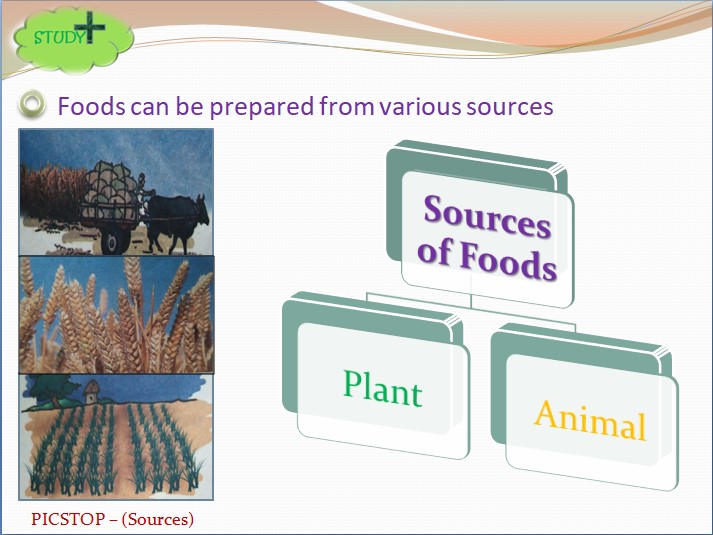 STUDY+
Foods can be prepared from various sources
Sources
of Foods
Plant
Animal
PICSTOP – (Sources)